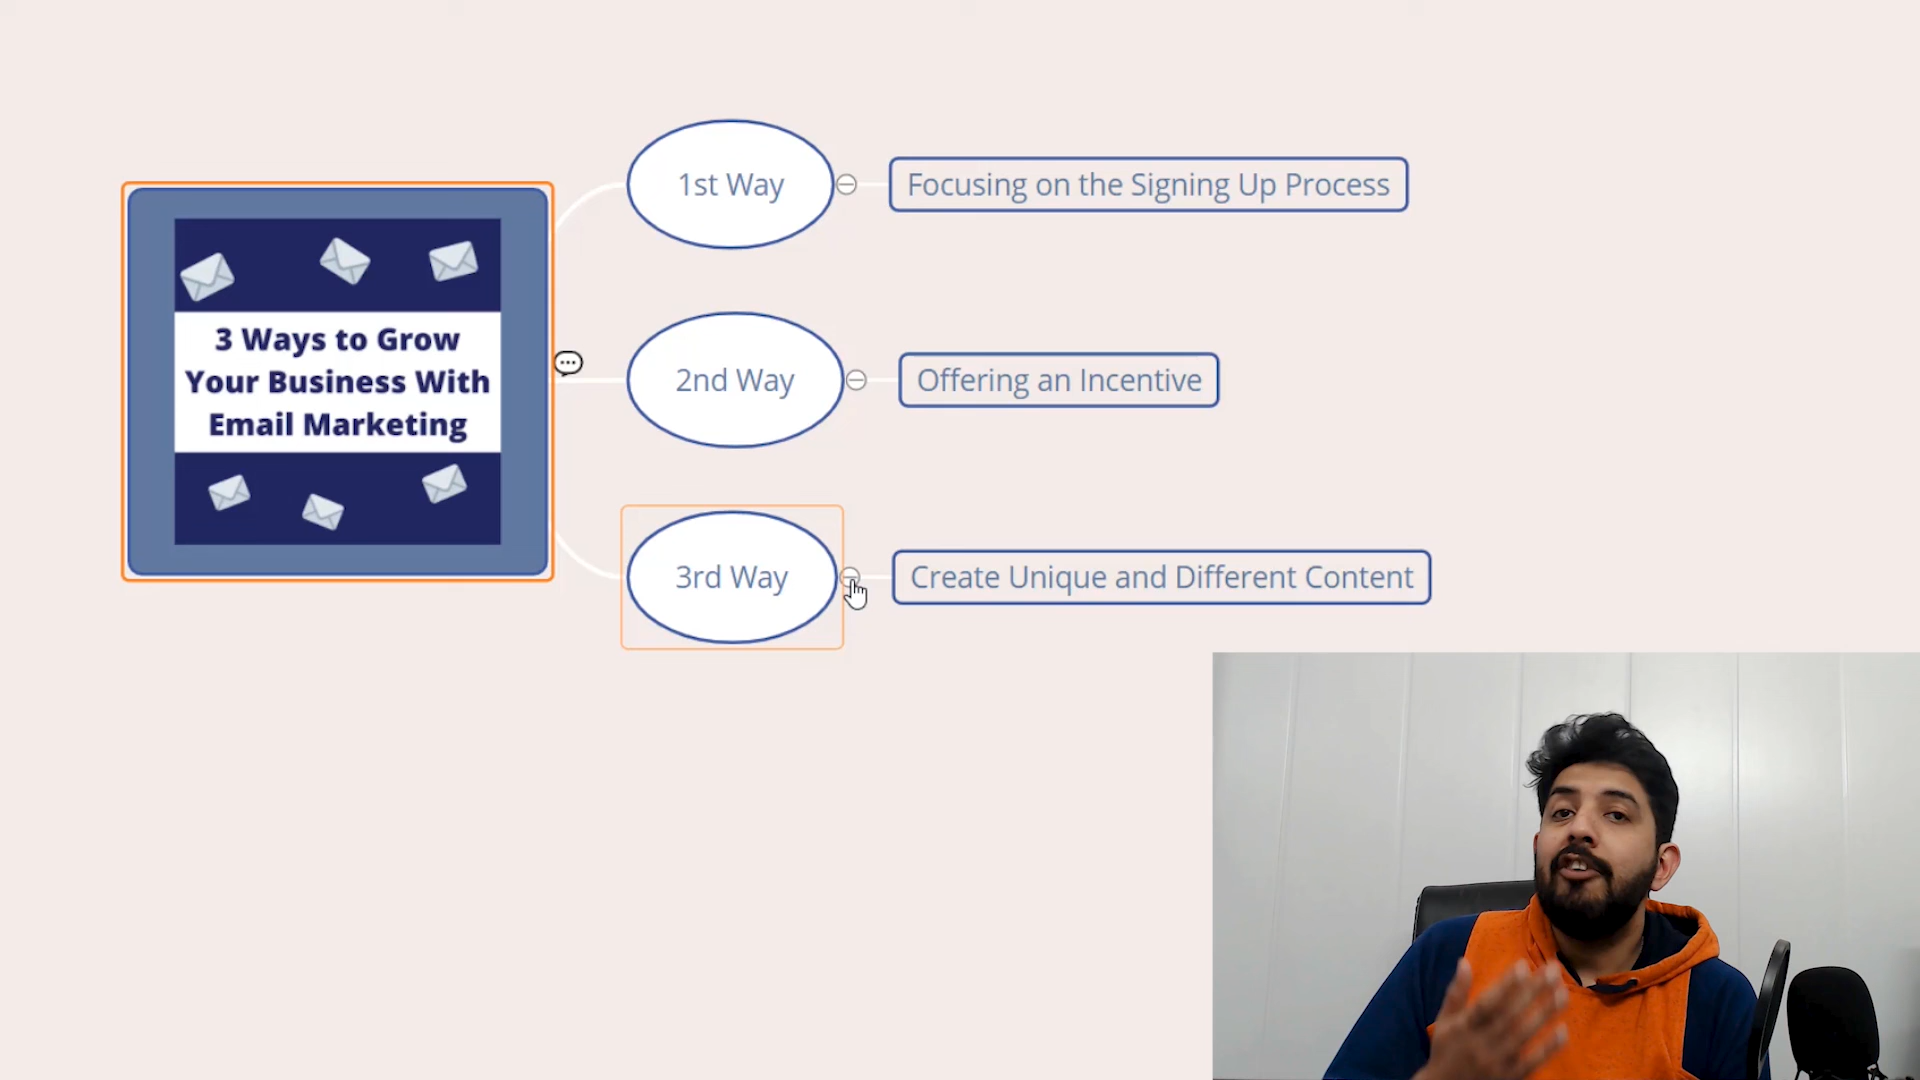 3 Ways to Grow
Your Business With
Email Marketing
1st Way
Focusing on the Signing Up Process
2nd Way
Offering an Incentive
3rd Way
Create Unique and Different Content